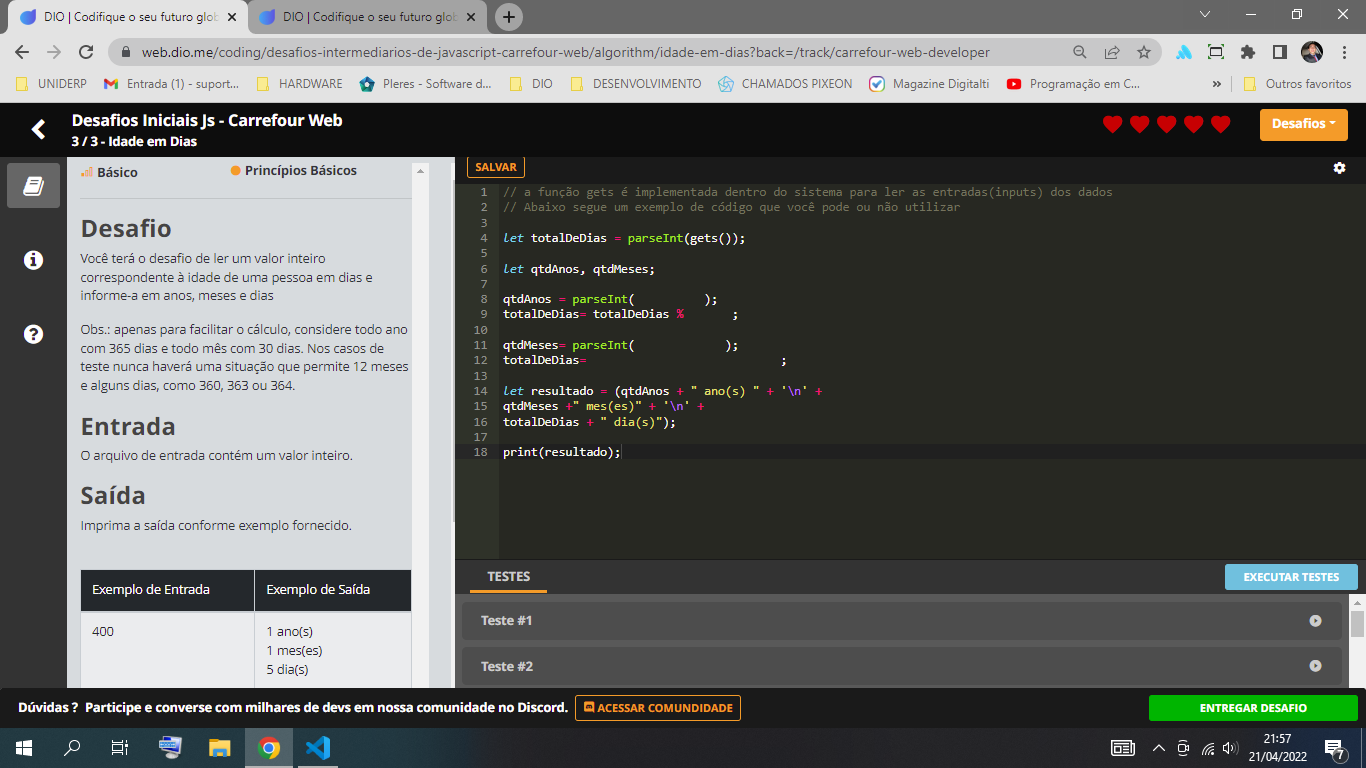 DIO | Codifique o seu futuro glob
DIO | Codifique o seu futuro glob
web.dio.me/coding/desafios-intermediarios-de-javascript-carrefour-web/algorithm/idade-em-dias?back=/track/carrefour-web-developer
UNIDERP
Entrada (1) - suport...
HARDWARE
Pleres - Software d...
DIO
DESENVOLVIMENTO
CHAMADOS PIXEON
Magazine Digitalti
Programação em C...
»
Outros favoritos
Desafios Iniciais Js - Carrefour Web
3 / 3 - Idade em Dias
Desafios
Básico
Princípios Básicos
Desafio
Você terá o desafio de ler um valor inteiro
correspondente à idade de uma pessoa em dias e
informe-a em anos, meses e dias
Obs.: apenas para facilitar o cálculo, considere todo ano
com 365 dias e todo mês com 30 dias. Nos casos de
teste nunca haverá uma situação que permite 12 meses
e alguns dias, como 360, 363 ou 364.
Entrada
O arquivo de entrada contém um valor inteiro.
Saída
Imprima a saída conforme exemplo fornecido.
Exemplo de Entrada
Exemplo de Saída
400
1 ano(s)
1 mes(es)
5 dia(s)
SALVAR
1 // a função gets é implementada dentro do sistema para ler as entradas(inputs) dos dados
2 // Abaixo segue um exemplo de código que você pode ou não utilizar
3
4 let totalDeDias = parseInt(gets());
5
6 let qtdAnos, qtdMeses;
7
8 qtdAnos = parseInt( );
9 totalDeDias= totalDeDias % ;
10
11 qtdMeses= parseInt( );
12 totalDeDias= ;
13
14 let resultado = (qtdAnos + " ano(s) " + '\n' +
15 qtdMeses +" mes(es)" + '\n' +
16 totalDeDias + " dia(s)");
17
18 print(resultado);
TESTES
EXECUTAR TESTES
Teste #1
Teste #2
Dúvidas ? Participe e converse com milhares de devs em nossa comunidade no Discord.
ACESSAR COMUNDIDADE
ENTREGAR DESAFIO
21:57
21/04/2022
7